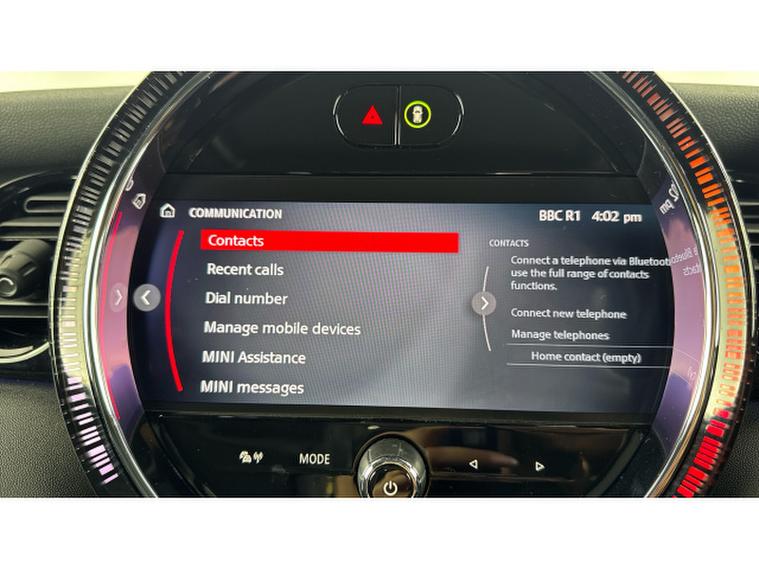 COMMUNICATION
BBC R1 4:02 pm
Contacts
Recent calls
Dial number
Manage mobile devices
MINI Assistance
MINI messages
CONTACTS
Connect a telephone via Bluetooth
use the full range of contacts
functions.
Connect new telephone
Manage telephones
Home contact (empty)
MODE